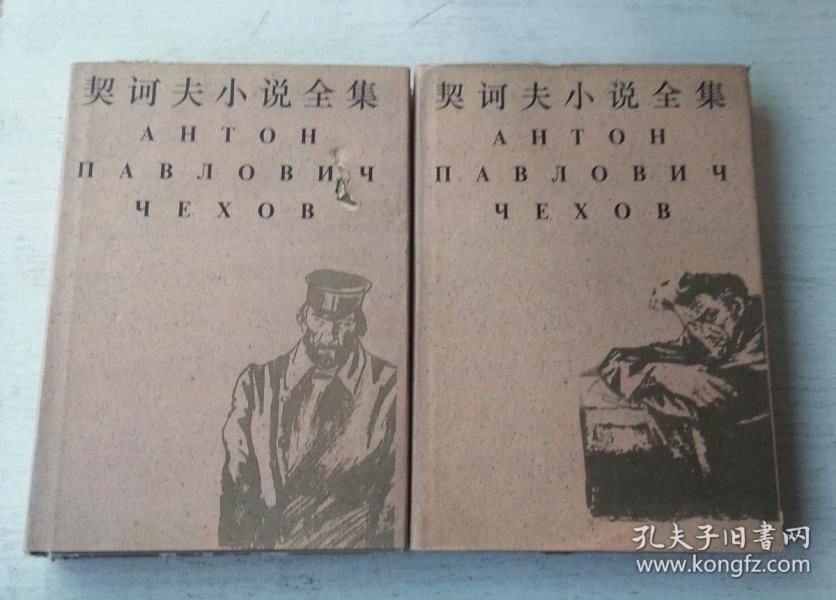 契诃夫小说全集
АНТОН
ПАВЛОВИЧ
ЧЕХОВ
契诃夫小说全集
АНТОН
ПАВЛОВИЧ
ЧЕХОВ
孔夫子旧书网
www.kongfz.com